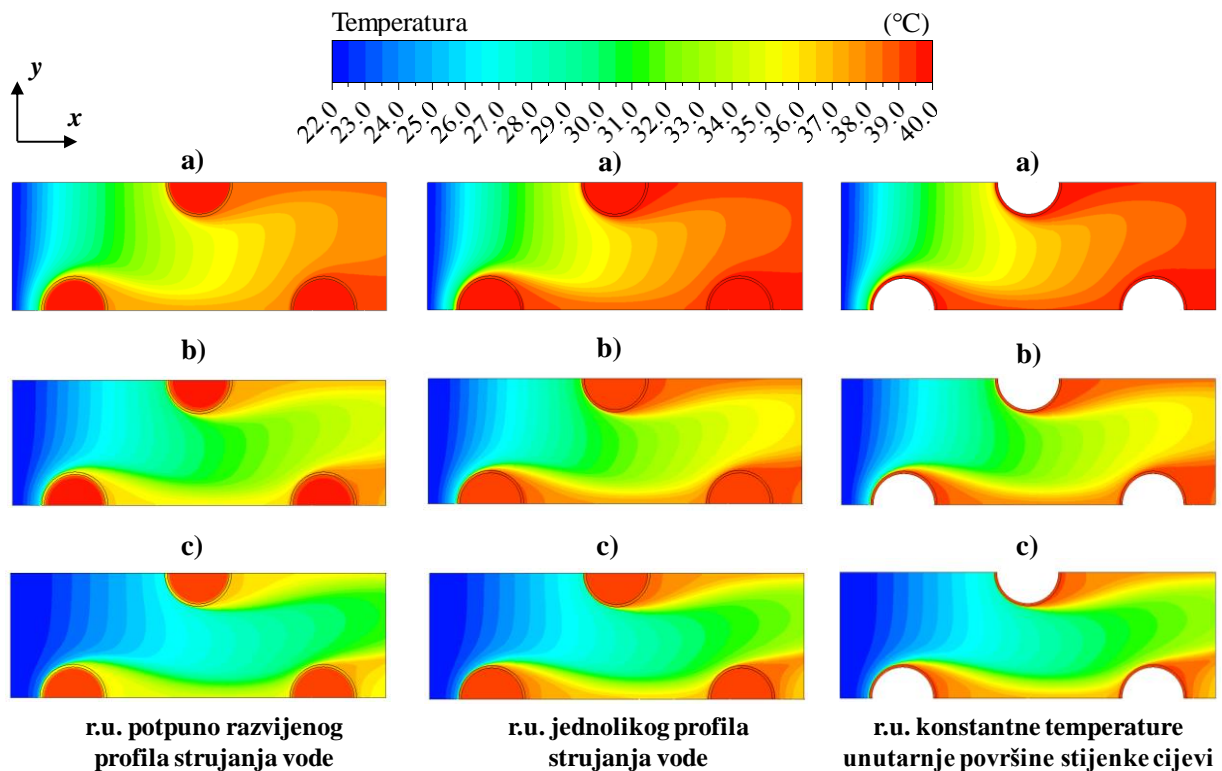 Temperatura (°C)
y
x
22.0 23.0 24.0 25.0 26.0 27.0 28.0 29.0 30.0 31.0 32.0 33.0 34.0 35.0 36.0 37.0 38.0 39.0 40.0
a) a) a)
b) b) b)
c) c) c)
r.u. potpuno razvijenog
profila strujanja vode
r.u. jednolikog profila
strujanja vode
r.u. konstantne temperature
unutarnje površine stijenke cijevi